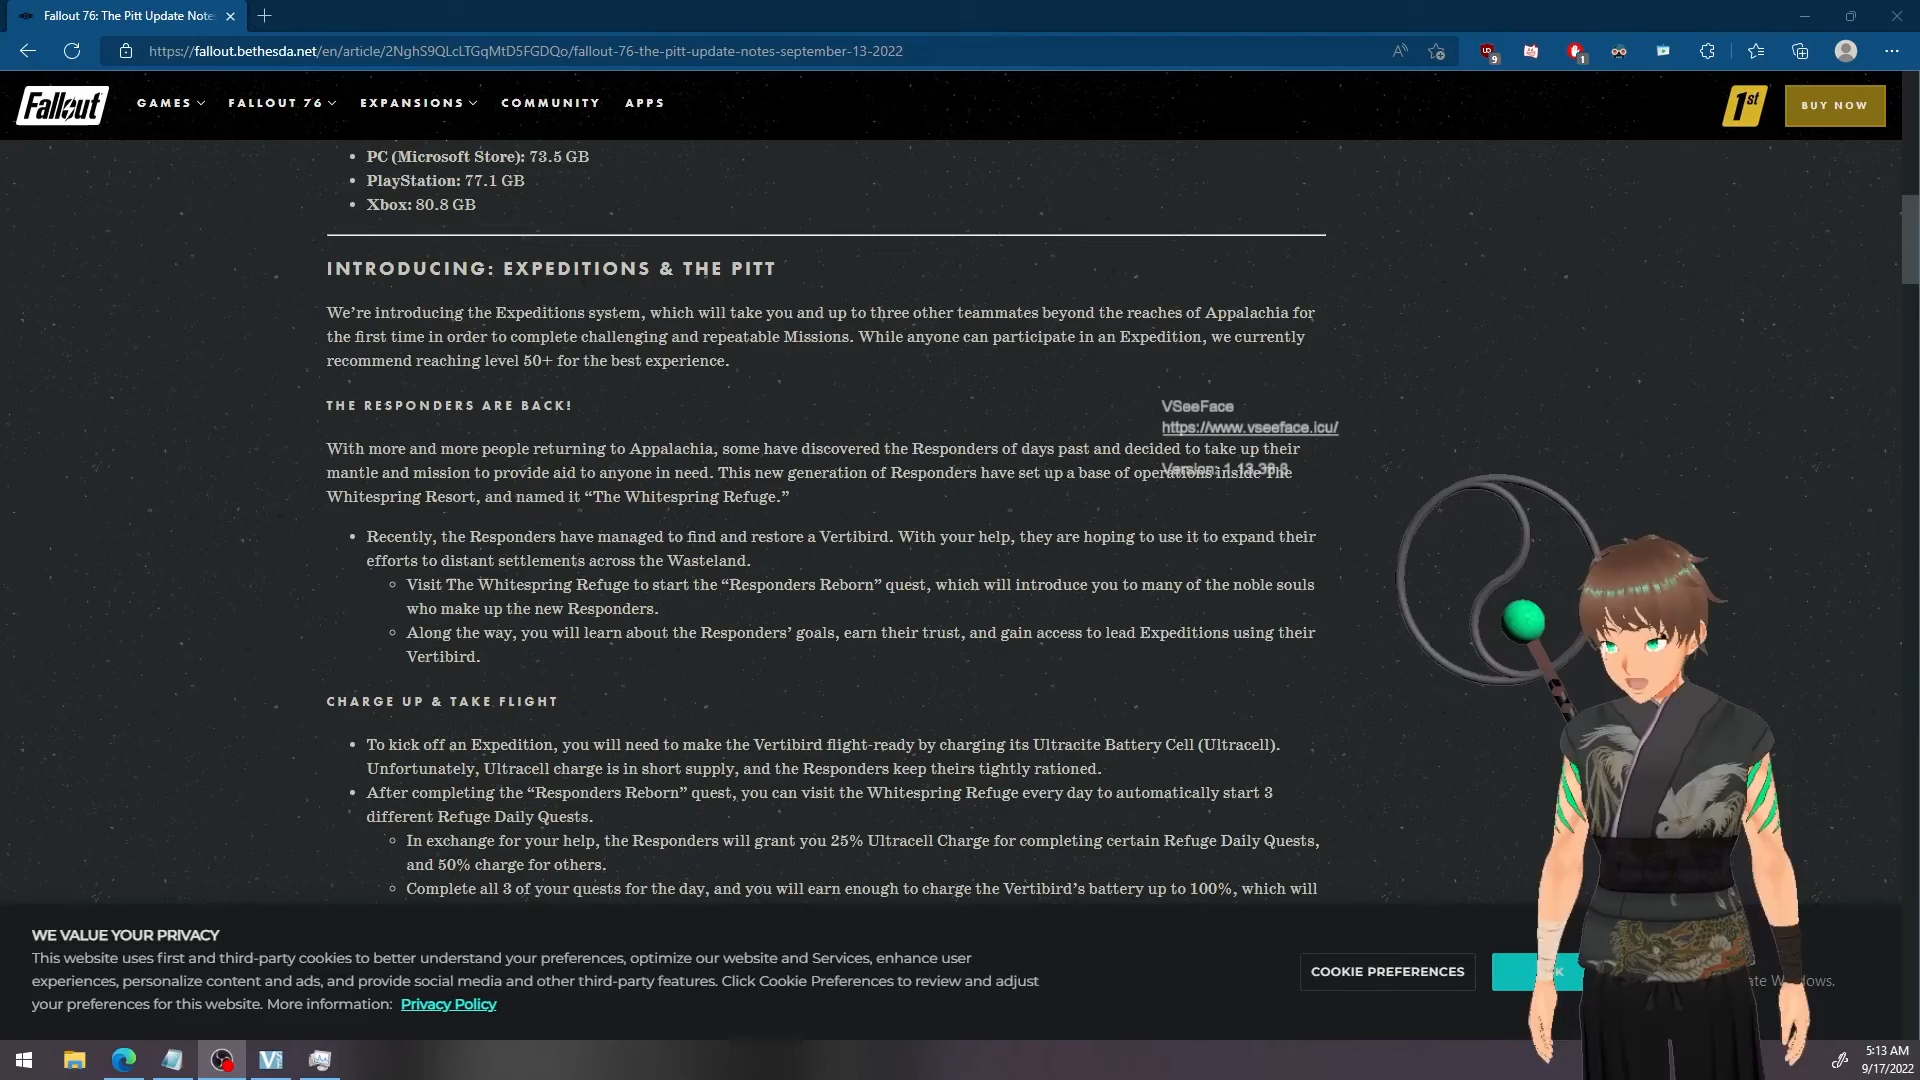 Fallout 76: The Pitt Update Note
https://fallout.bethesda.net/en/article/2NghS9QLcLTGqMtD5FGDQo/fallout-76-the-pitt-update-notes-september-13-2022
9
1
Fallout
GAMES
FALLOUT 76
EXPANSIONS
COMMUNITY
APPS
1st
BUY NOW
• PC (Microsoft Store): 73.5 GB
• PlayStation: 77.1 GB
• Xbox: 80.8 GB
INTRODUCING: EXPEDITIONS & THE PITT
We’re introducing the Expeditions system, which will take you and up to three other teammates beyond the reaches of Appalachia for
the first time in order to complete challenging and repeatable Missions. While anyone can participate in an Expedition, we currently
recommend reaching level 50+ for the best experience.
THE RESPONDERS ARE BACK!
VSeeFace
https://www.vseeface.icu/
With more and more people returning to Appalachia, some have discovered the Responders of days past and decided to take up their
Version: 1.13.38
mantle and mission to provide aid to anyone in need. This new generation of Responders have set up a base of operations inside The
Whitespring Resort, and named it “The Whitespring Refuge.”
• Recently, the Responders have managed to find and restore a Vertibird. With your help, they are hoping to use it to expand their
efforts to distant settlements across the Wasteland.
◦ Visit The Whitespring Refuge to start the “Responders Reborn” quest, which will introduce you to many of the noble souls
who make up the new Responders.
◦ Along the way, you will learn about the Responders’ goals, earn their trust, and gain access to lead Expeditions using their
Vertibird.
CHARGE UP & TAKE FLIGHT
• To kick off an Expedition, you will need to make the Vertibird flight-ready by charging its Ultracite Battery Cell (Ultracell).
Unfortunately, Ultracell charge is in short supply, and the Responders keep theirs tightly rationed.
• After completing the “Responders Reborn” quest, you can visit the Whitespring Refuge every day to automatically start 3
different Refuge Daily Quests.
◦ In exchange for your help, the Responders will grant you 25% Ultracell Charge for completing certain Refuge Daily Quests,
and 50% charge for others.
◦ Complete all 3 of your quests for the day, and you will earn enough to charge the Vertibird’s battery up to 100%, which will
WE VALUE YOUR PRIVACY
This website uses first and third-party cookies to better understand your preferences, optimize our website and Services, enhance user
experiences, personalize content and ads, and provide social media and other third-party features. Click Cookie Preferences to review and adjust
your preferences for this website. More information: Privacy Policy
COOKIE PREFERENCES
5:13 AM
9/17/2022